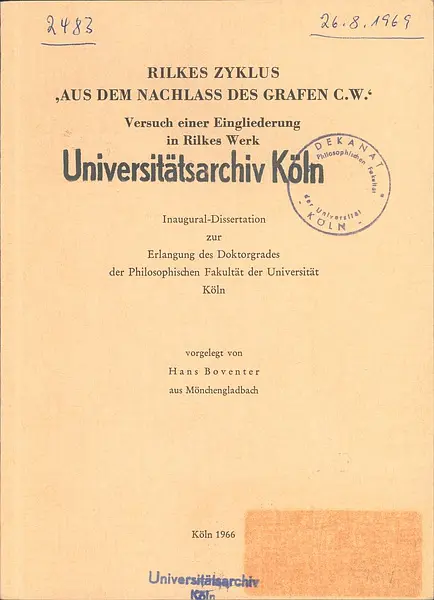 2483
26.8.1969
RILKES ZYKLUS
‚AUS DEM NACHLASS DES GRAFEN C.W.‘
Versuch einer Eingliederung
in Rilkes Werk
Universitätsarchiv Köln
DEKANAT
Philosophischen Fakultät
der Universität
- KÖLN -
Inaugural-Dissertation
zur
Erlangung des Doktorgrades
der Philosophischen Fakultät der Universität
Köln
vorgelegt von
Hans Boventer
aus Mönchengladbach
Köln 1966
Universitätsarchiv
Köln